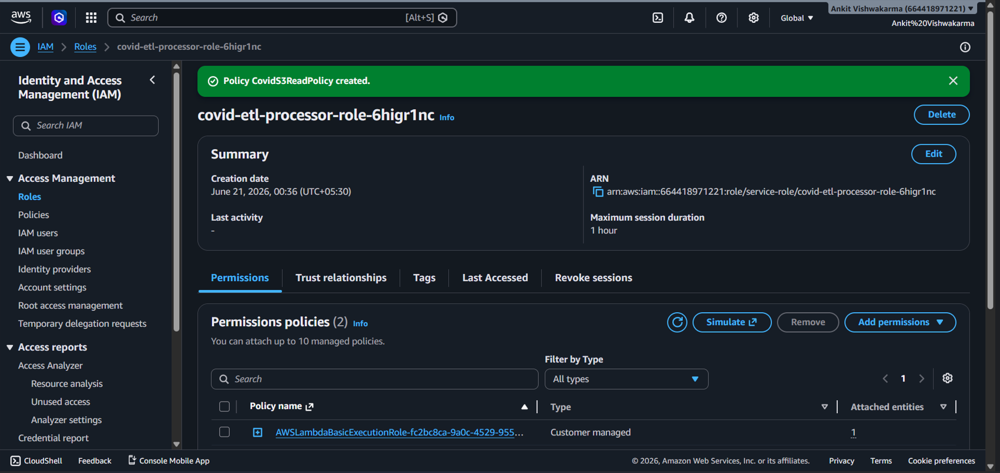 aws
Search
[Alt+S]
Global
Ankit Vishwakarma (664418971221)
Ankit%20Vishwakarma
IAM
Roles
covid-etl-processor-role-6higr1nc
Identity and Access
Management (IAM)
Search IAM
Dashboard
Access Management
Roles
Policies
IAM users
IAM user groups
Identity providers
Account settings
Root access management
Temporary delegation requests
Access reports
Access Analyzer
Resource analysis
Unused access
Analyzer settings
Credential report
Policy CovidS3ReadPolicy created.
covid-etl-processor-role-6higr1nc Info
Delete
Summary
Edit
Creation date
June 21, 2026, 00:36 (UTC+05:30)
ARN
arn:aws:iam::664418971221:role/service-role/covid-etl-processor-role-6higr1nc
Last activity
-
Maximum session duration
1 hour
Permissions
Trust relationships
Tags
Last Accessed
Revoke sessions
Permissions policies (2) Info
Simulate
Remove
Add permissions
You can attach up to 10 managed policies.
Filter by Type
Search
All types
1
Policy name
Type
Attached entities
AWSLambdaBasicExecutionRole-fc2bc8ca-9a0c-4529-955...
Customer managed
1
CloudShell
Feedback
Console Mobile App
© 2026, Amazon Web Services, Inc. or its affiliates.
Privacy
Terms
Cookie preferences